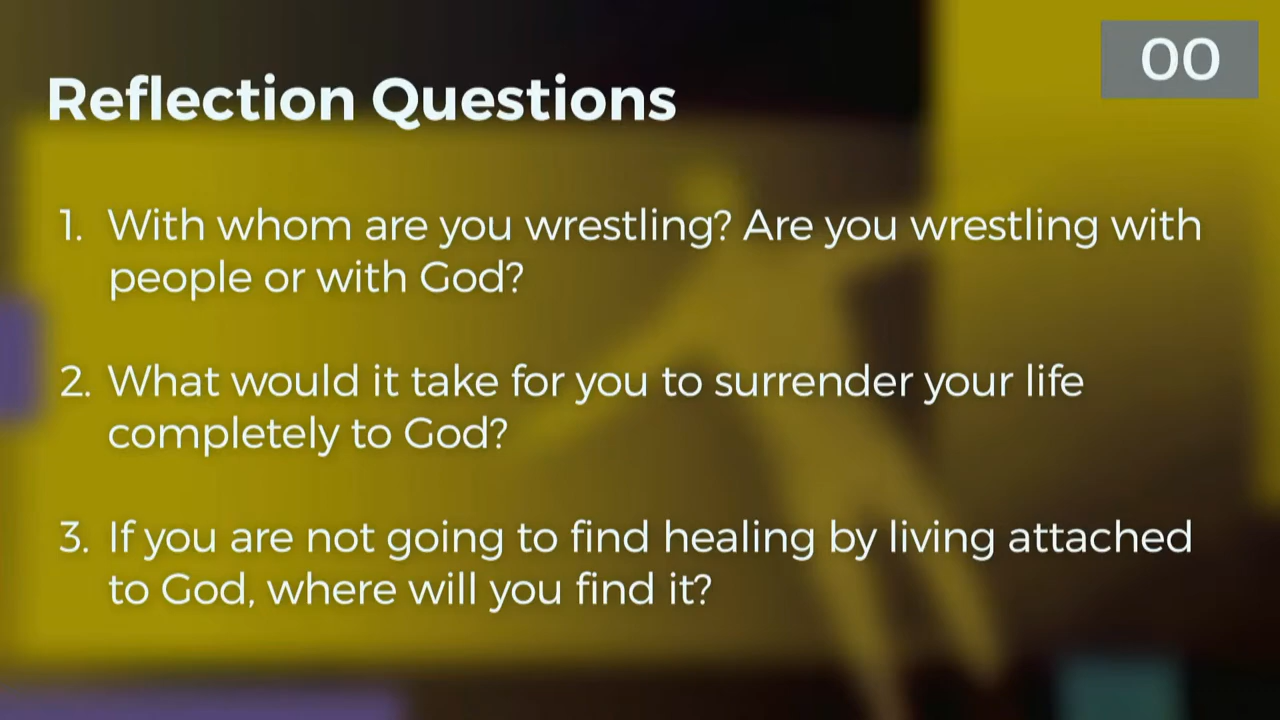 00
Reflection Questions
1. With whom are you wrestling? Are you wrestling with
people or with God?
2. What would it take for you to surrender your life
completely to God?
3. If you are not going to find healing by living attached
to God, where will you find it?